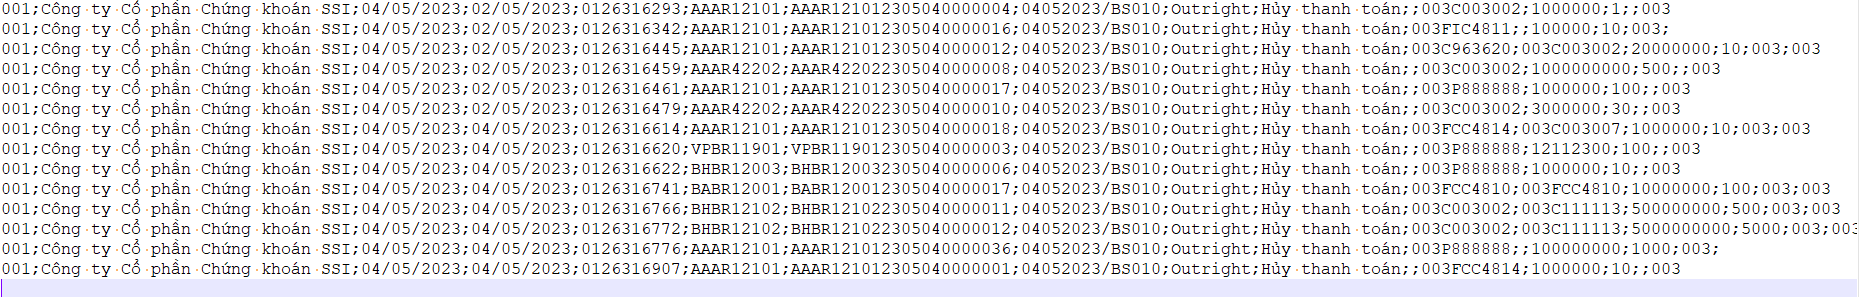 001;Công ty Cổ phần Chứng khoán SSI;04/05/2023;02/05/2023;0126316293;AAAR12101;AAAR121012305040000004;04052023/BS010;Outright;Hủy thanh toán;;003C003002;1000000;1;;003
001;Công ty Cổ phần Chứng khoán SSI;04/05/2023;02/05/2023;0126316342;AAAR12101;AAAR121012305040000016;04052023/BS010;Outright;Hủy thanh toán;003FIC4811;;100000;10;003;
001;Công ty Cổ phần Chứng khoán SSI;04/05/2023;02/05/2023;0126316445;AAAR12101;AAAR121012305040000012;04052023/BS010;Outright;Hủy thanh toán;003C963620;003C003002;20000000;10;003;003
001;Công ty Cổ phần Chứng khoán SSI;04/05/2023;02/05/2023;0126316459;AAAR42202;AAAR422022305040000008;04052023/BS010;Outright;Hủy thanh toán;;003C003002;1000000000;500;;003
001;Công ty Cổ phần Chứng khoán SSI;04/05/2023;02/05/2023;0126316461;AAAR12101;AAAR121012305040000017;04052023/BS010;Outright;Hủy thanh toán;;003P888888;1000000;100;;003
001;Công ty Cổ phần Chứng khoán SSI;04/05/2023;02/05/2023;0126316479;AAAR42202;AAAR422022305040000010;04052023/BS010;Outright;Hủy thanh toán;;003C003002;3000000;30;;003
001;Công ty Cổ phần Chứng khoán SSI;04/05/2023;04/05/2023;0126316614;AAAR12101;AAAR121012305040000018;04052023/BS010;Outright;Hủy thanh toán;003FCC4814;003C003007;1000000;10;003;003
001;Công ty Cổ phần Chứng khoán SSI;04/05/2023;04/05/2023;0126316620;VPBR11901;VPBR119012305040000003;04052023/BS010;Outright;Hủy thanh toán;;003P888888;12112300;100;;003
001;Công ty Cổ phần Chứng khoán SSI;04/05/2023;04/05/2023;0126316622;BHBR12003;BHBR120032305040000006;04052023/BS010;Outright;Hủy thanh toán;;003P888888;1000000;10;;003
001;Công ty Cổ phần Chứng khoán SSI;04/05/2023;04/05/2023;0126316741;BABR12001;BABR120012305040000017;04052023/BS010;Outright;Hủy thanh toán;003FCC4810;003FCC4810;10000000;100;003;003
001;Công ty Cổ phần Chứng khoán SSI;04/05/2023;04/05/2023;0126316766;BHBR12102;BHBR121022305040000011;04052023/BS010;Outright;Hủy thanh toán;003C003002;003C111113;500000000;500;003;003
001;Công ty Cổ phần Chứng khoán SSI;04/05/2023;04/05/2023;0126316772;BHBR12102;BHBR121022305040000012;04052023/BS010;Outright;Hủy thanh toán;003C003002;003C111113;5000000000;5000;003;003
001;Công ty Cổ phần Chứng khoán SSI;04/05/2023;04/05/2023;0126316776;AAAR12101;AAAR121012305040000036;04052023/BS010;Outright;Hủy thanh toán;003P888888;;100000000;1000;003;
001;Công ty Cổ phần Chứng khoán SSI;04/05/2023;04/05/2023;0126316907;AAAR12101;AAAR121012305040000001;04052023/BS010;Outright;Hủy thanh toán;;003FCC4814;1000000;10;;003